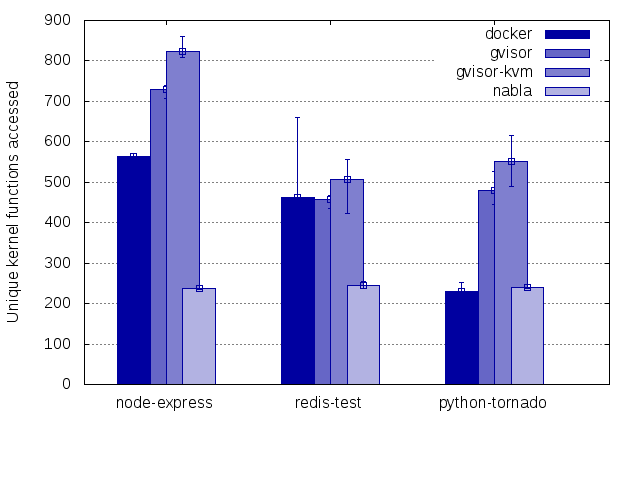 Unique kernel functions accessed
900
800
700
600
500
400
300
200
100
0
docker
gvisor
gvisor-kvm
nabla
node-express
redis-test
python-tornado